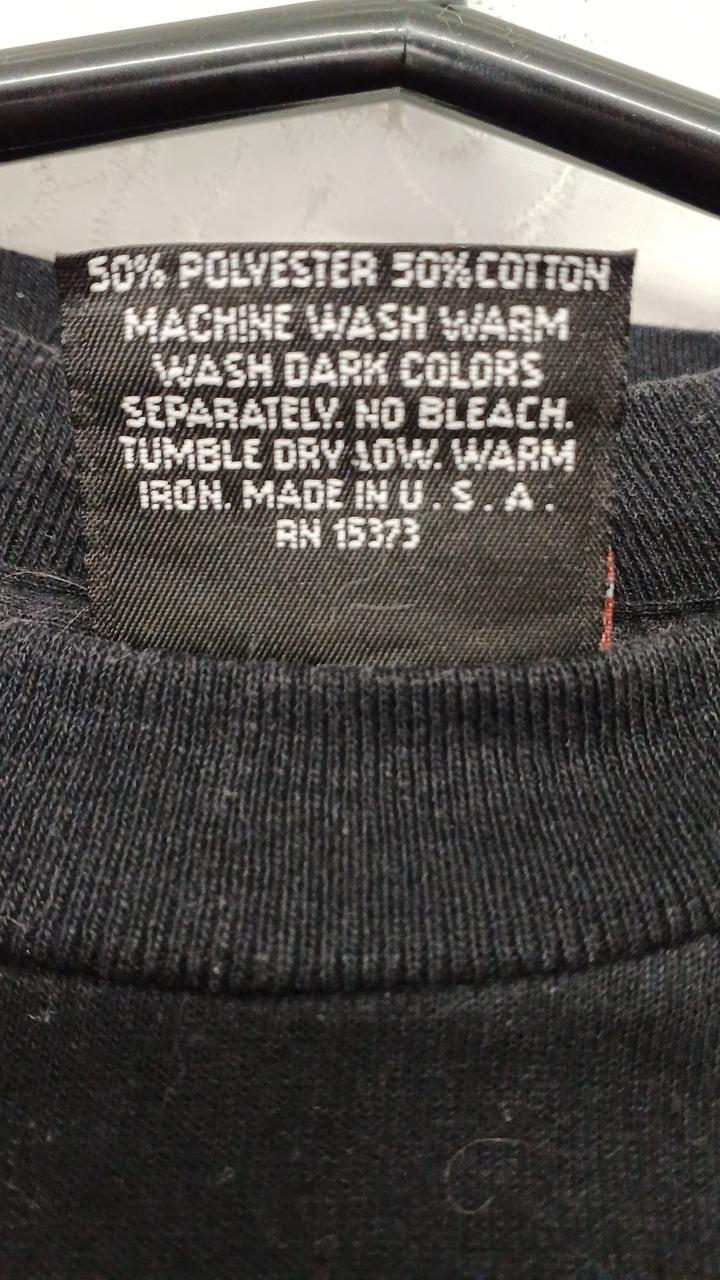 50% POLYESTER 50% COTTON
MACHINE WASH WARM
WASH DARK COLORS
SEPARATELY. NO BLEACH.
TUMBLE DRY LOW. WARM
IRON. MADE IN U.S.A.
RN 15373